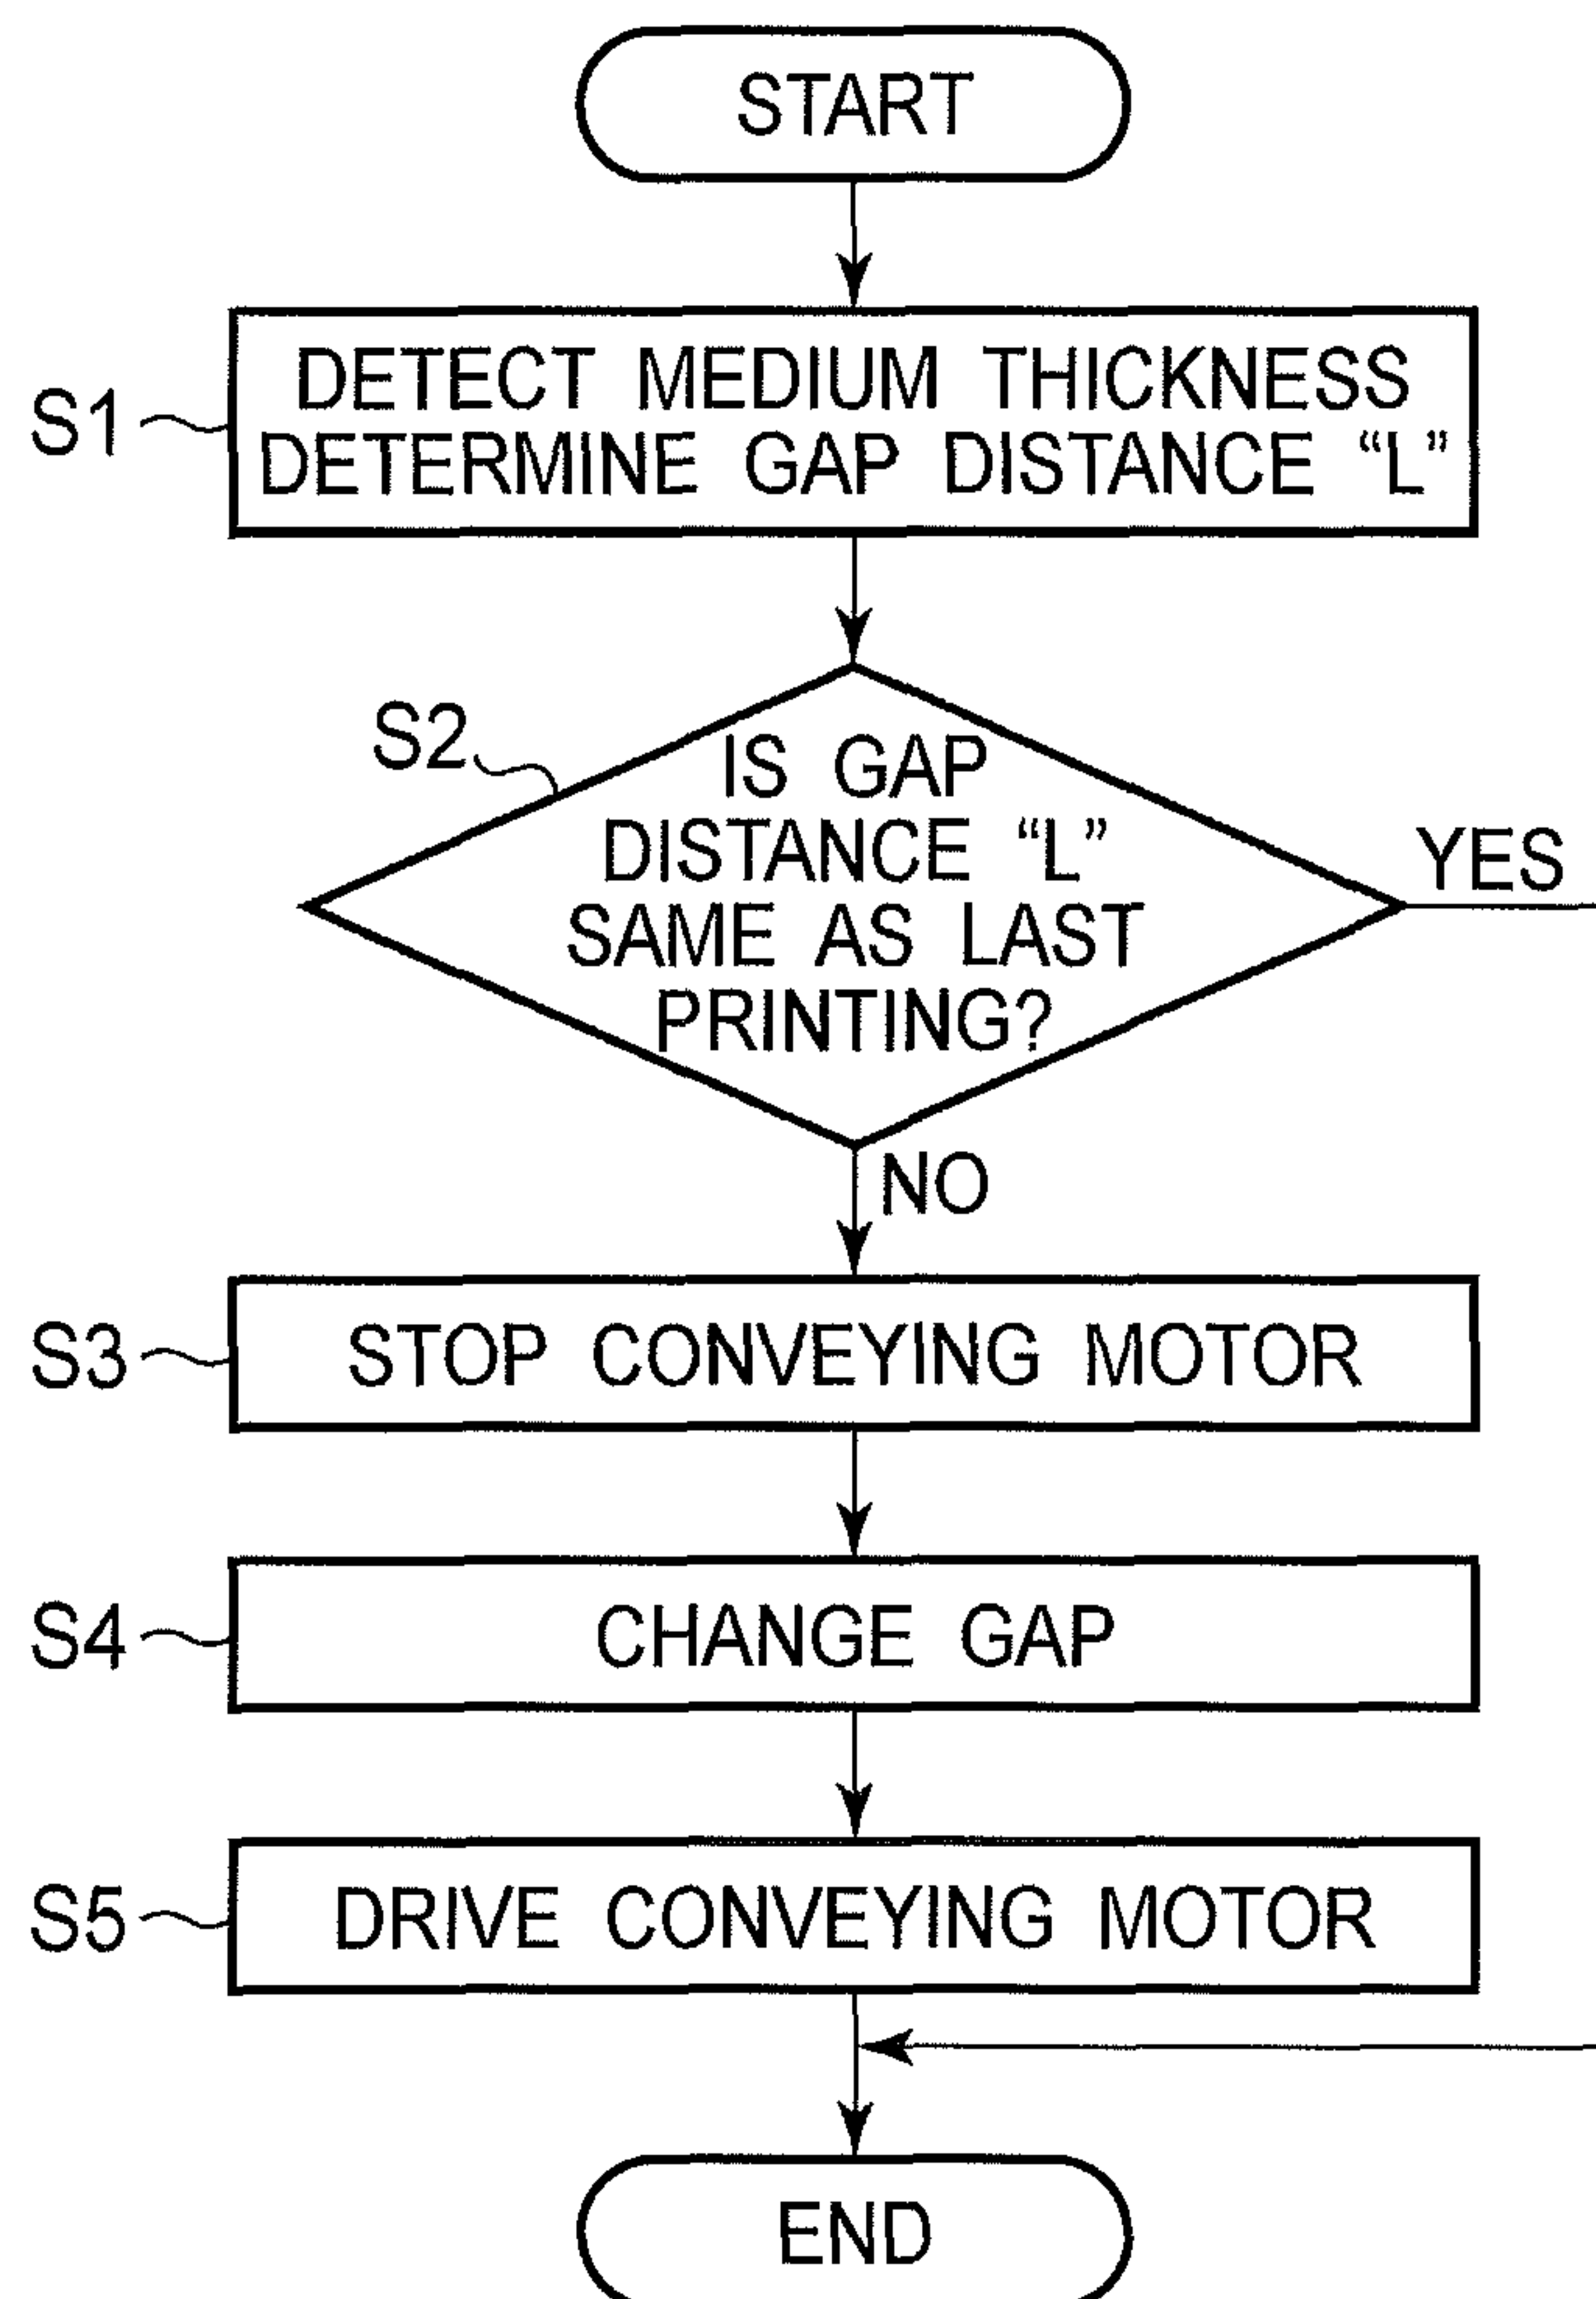 START
S1
DETECT MEDIUM THICKNESS
DETERMINE GAP DISTANCE “L”
S2
IS GAP
DISTANCE “L”
SAME AS LAST
PRINTING?
YES
NO
S3
STOP CONVEYING MOTOR
S4
CHANGE GAP
S5
DRIVE CONVEYING MOTOR
END